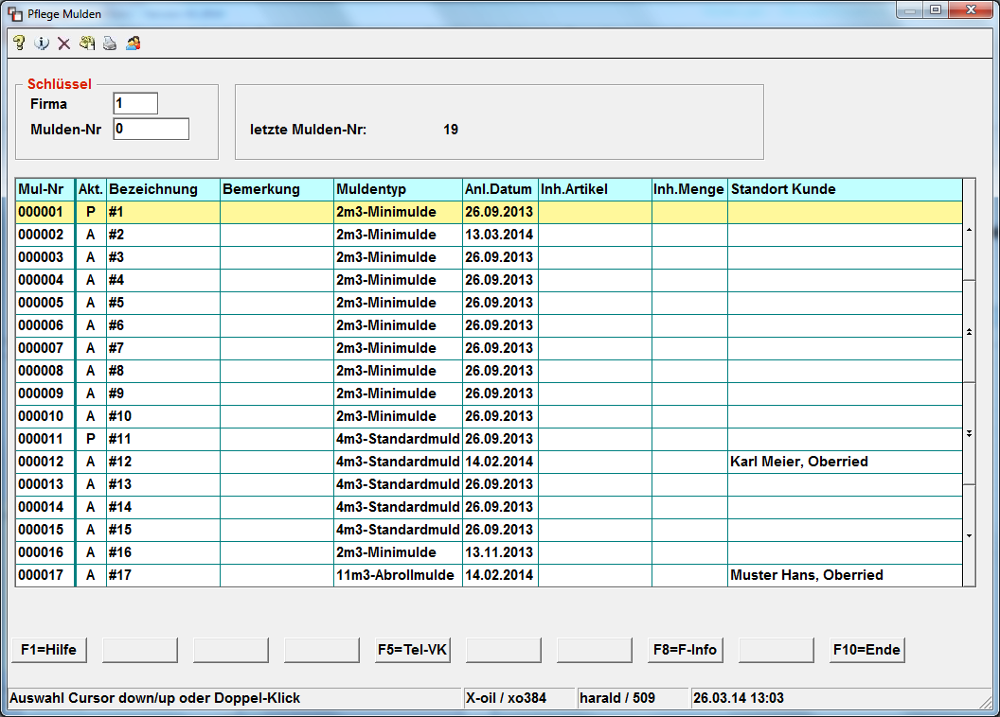 Pflege Mulden
Schlüssel
Firma 1
Mulden-Nr 0
letzte Mulden-Nr: 19
Mul-Nr Akt. Bezeichnung Bemerkung Muldentyp Anl.Datum Inh.Artikel Inh.Menge Standort Kunde
000001 P #1 2m3-Minimulde 26.09.2013
000002 A #2 2m3-Minimulde 13.03.2014
000003 A #3 2m3-Minimulde 26.09.2013
000004 A #4 2m3-Minimulde 26.09.2013
000005 A #5 2m3-Minimulde 26.09.2013
000006 A #6 2m3-Minimulde 26.09.2013
000007 A #7 2m3-Minimulde 26.09.2013
000008 A #8 2m3-Minimulde 26.09.2013
000009 A #9 2m3-Minimulde 26.09.2013
000010 A #10 2m3-Minimulde 26.09.2013
000011 P #11 4m3-Standardmuld 26.09.2013
000012 A #12 4m3-Standardmuld 14.02.2014 Karl Meier, Oberried
000013 A #13 4m3-Standardmuld 26.09.2013
000014 A #14 4m3-Standardmuld 26.09.2013
000015 A #15 4m3-Standardmuld 26.09.2013
000016 A #16 2m3-Minimulde 13.11.2013
000017 A #17 11m3-Abrollmulde 14.02.2014 Muster Hans, Oberried
F1=Hilfe F5=Tel-VK F8=F-Info F10=Ende
Auswahl Cursor down/up oder Doppel-Klick X-oil / xo384 harald / 509 26.03.14 13:03